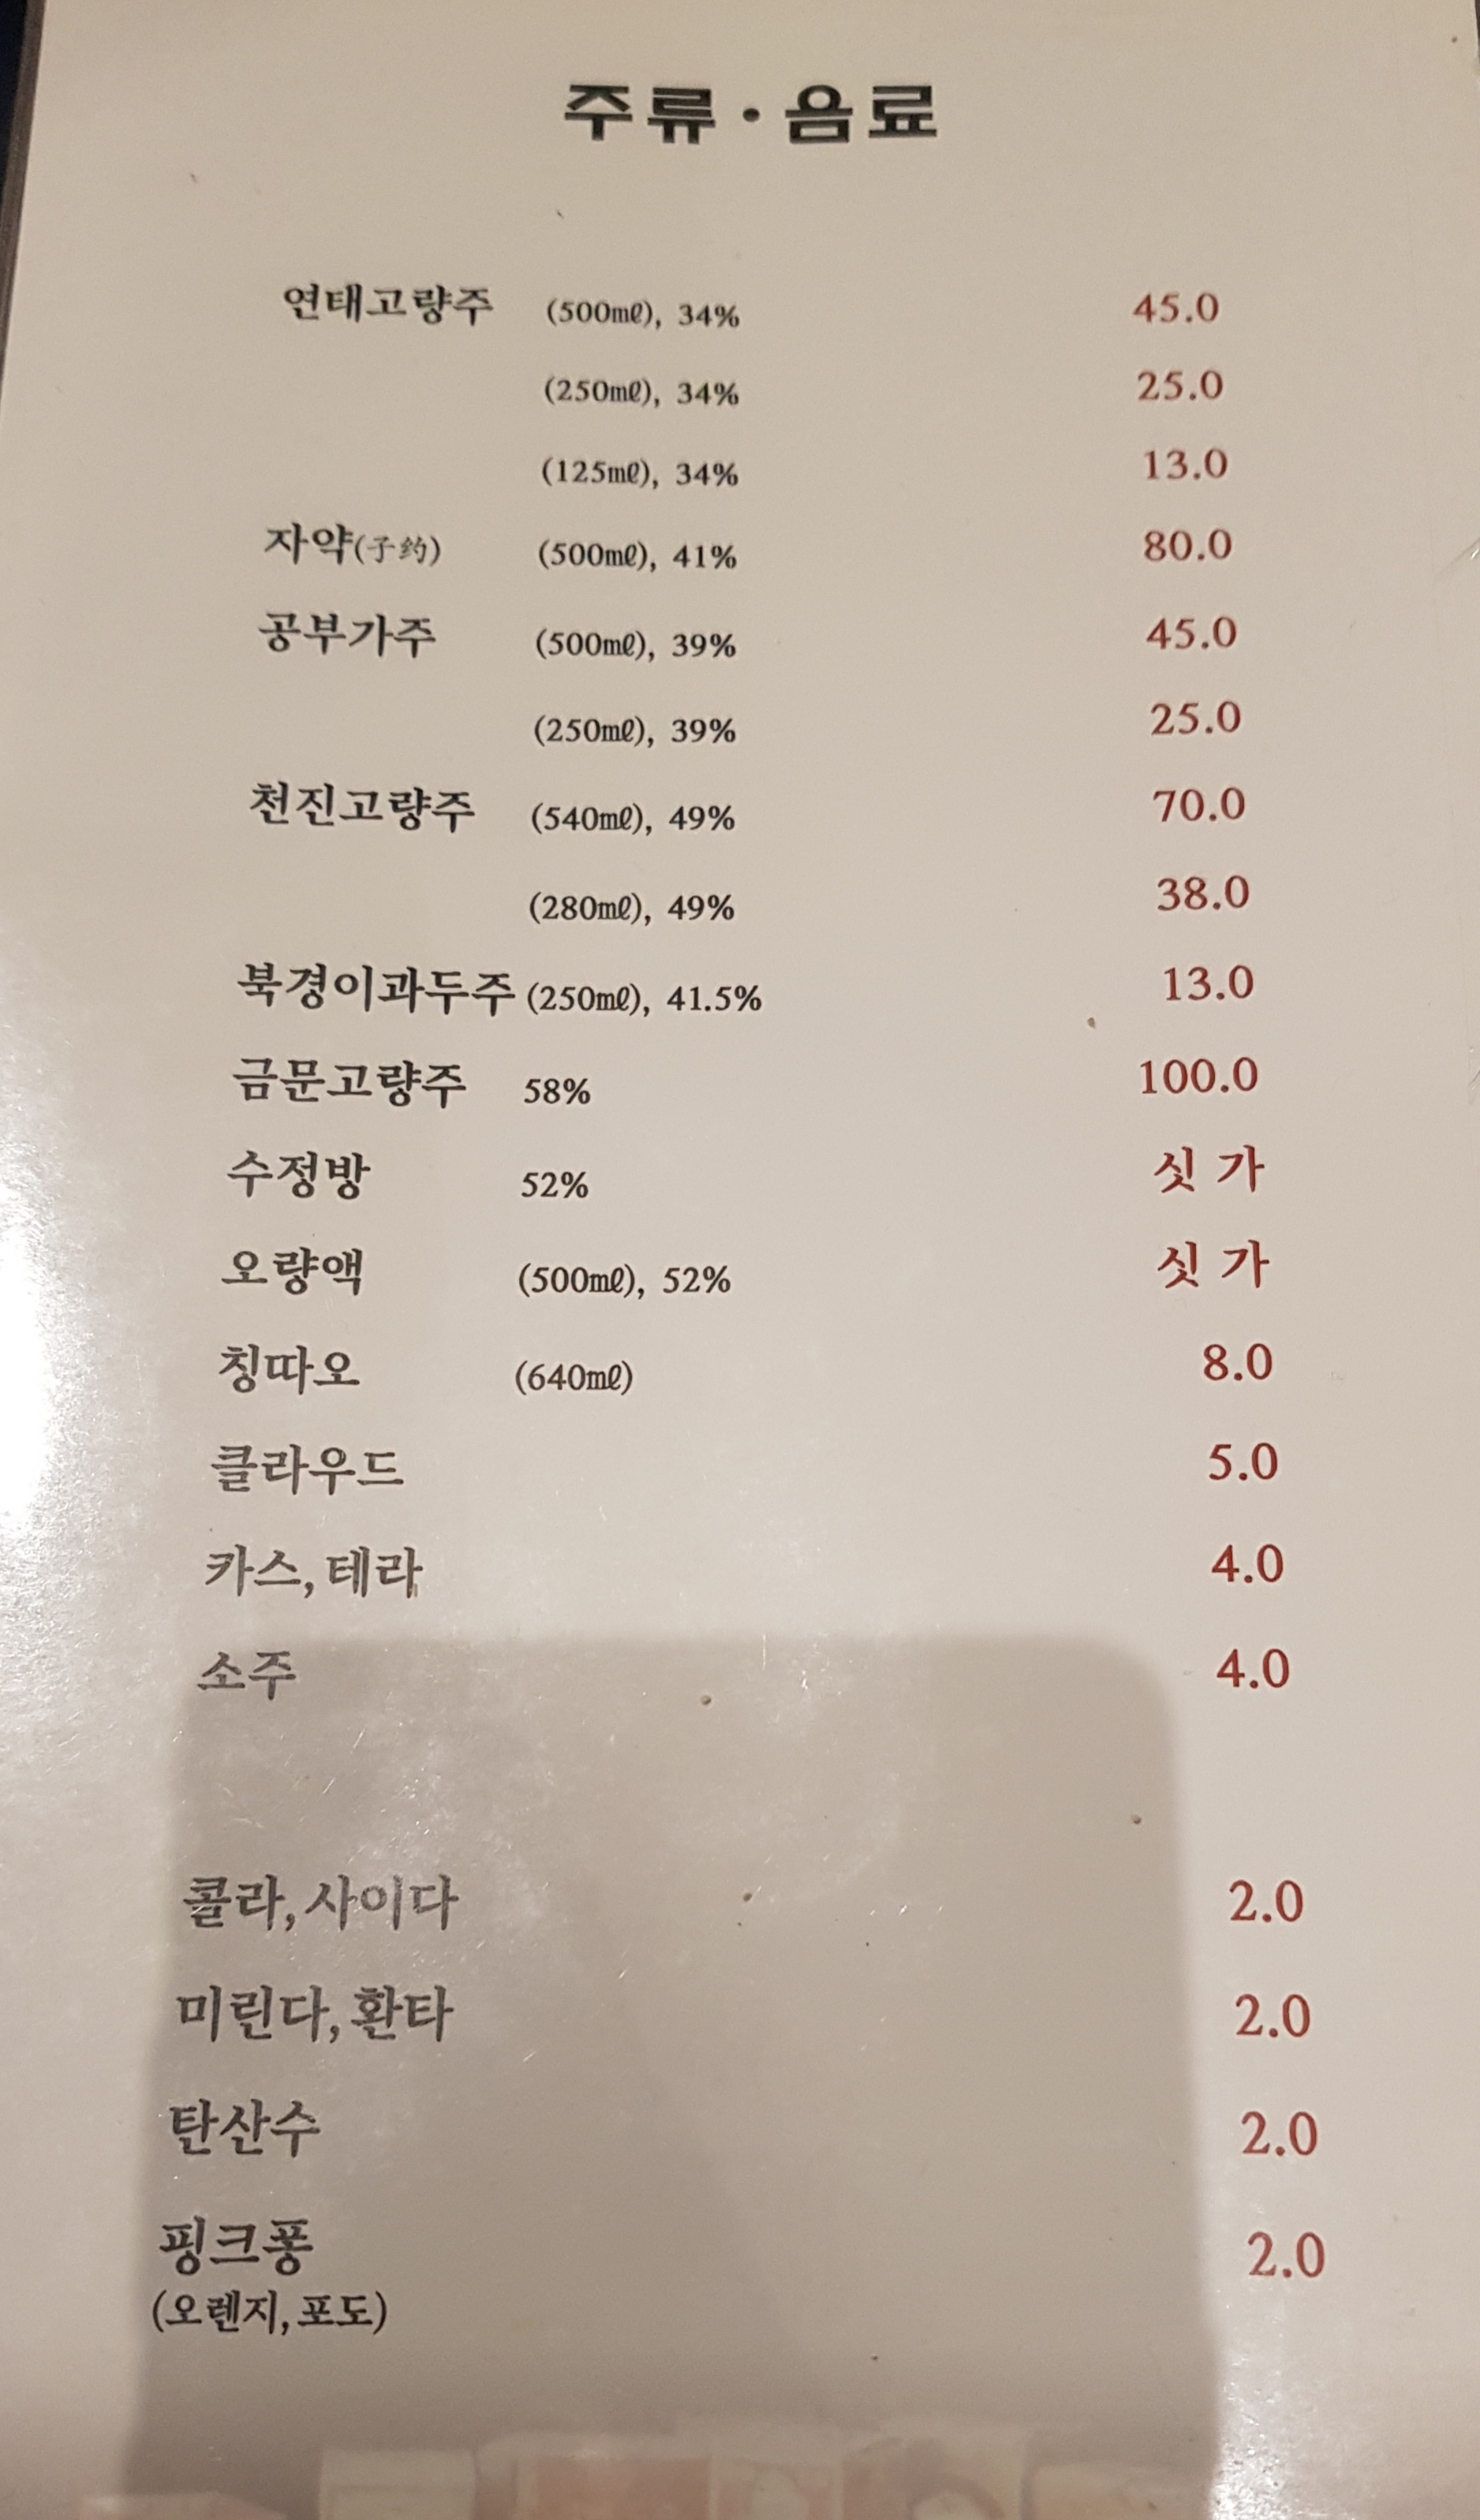 주류·음료
연태고량주 (500㎖), 34% 45.0
(250㎖), 34% 25.0
(125㎖), 34% 13.0
자약(子约) (500㎖), 41% 80.0
공부가주 (500㎖), 39% 45.0
(250㎖), 39% 25.0
천진고량주 (540㎖), 49% 70.0
(280㎖), 49% 38.0
북경이과두주 (250㎖), 41.5% 13.0
금문고량주 58% 100.0
수정방 52% 싯 가
오량액 (500㎖), 52% 싯 가
칭따오 (640㎖) 8.0
클라우드 5.0
카스, 테라 4.0
소주 4.0
콜라, 사이다 2.0
미린다, 환타 2.0
탄산수 2.0
핑크퐁 2.0
(오렌지, 포도)